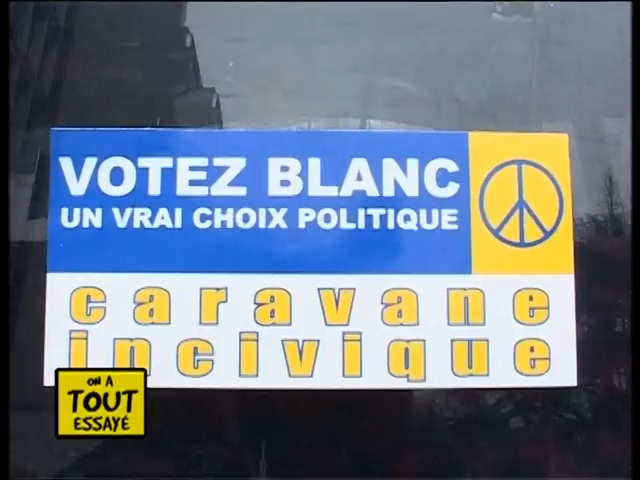 VOTEZ BLANC
UN VRAI CHOIX POLITIQUE
caravane
incivique
ON A
TOUT
ESSAYÉ